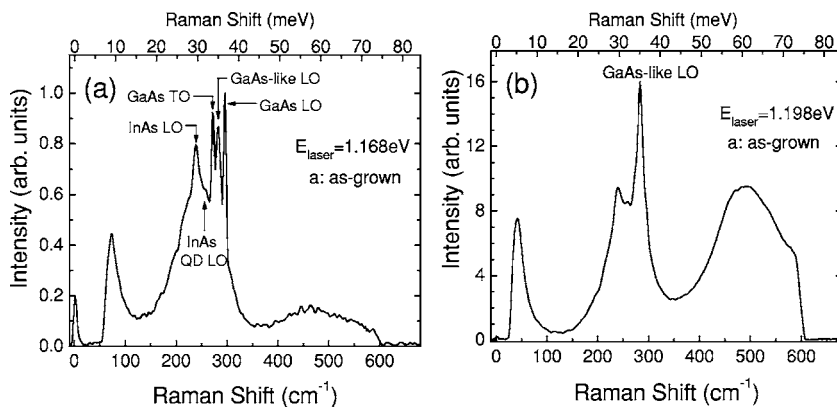 Raman Shift (meV)
0 10 20 30 40 50 60 70 80
(a)
GaAs-like LO
GaAs TO
GaAs LO
InAs LO
E_laser=1.168eV
a: as-grown
InAs
QD LO
Intensity (arb. units)
1.0
0.8
0.6
0.4
0.2
0.0
0 100 200 300 400 500 600
Raman Shift (cm⁻¹)
Raman Shift (meV)
0 10 20 30 40 50 60 70 80
GaAs-like LO
(b)
E_laser=1.198eV
a: as-grown
Intensity (arb. units)
16
12
8
4
0
0 100 200 300 400 500 600
Raman Shift (cm⁻¹)